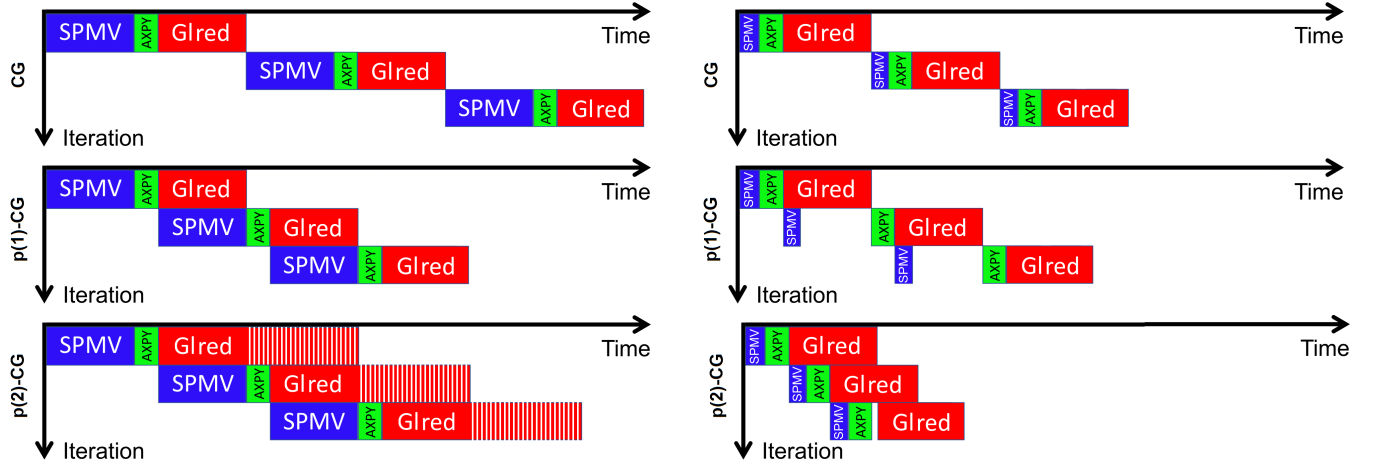 SPMV AXPY Glred
Time
SPMV AXPY Glred
SPMV AXPY Glred
CG
Iteration
SPMV AXPY Glred
Time
SPMV AXPY Glred
SPMV AXPY Glred
CG
Iteration
SPMV AXPY Glred
Time
SPMV AXPY Glred
SPMV AXPY Glred
p(1)-CG
Iteration
SPMV AXPY Glred
Time
SPMV AXPY Glred
SPMV AXPY Glred
p(1)-CG
Iteration
SPMV AXPY Glred
Time
SPMV AXPY Glred
SPMV AXPY Glred
p(2)-CG
Iteration
SPMV AXPY Glred
Time
SPMV AXPY Glred
SPMV AXPY Glred
p(2)-CG
Iteration